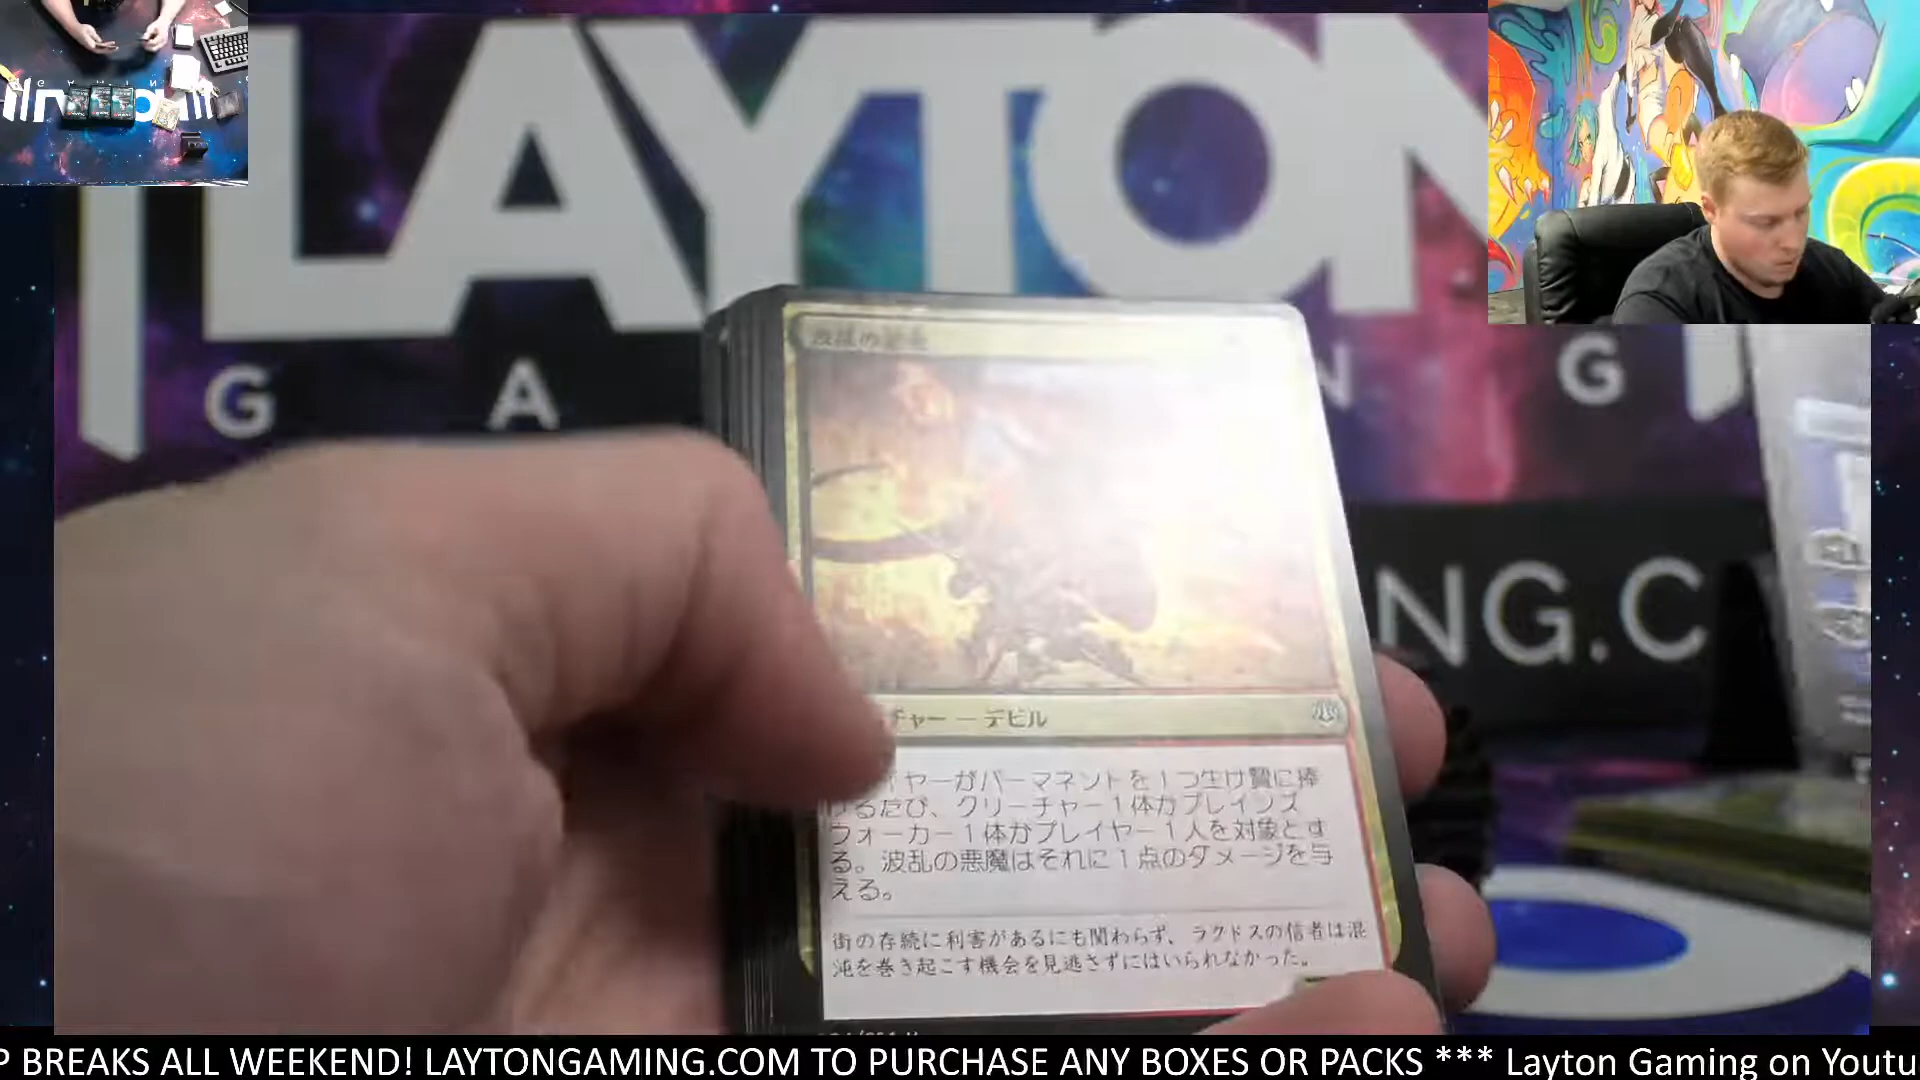 LAYTON
G A N G
NG.C
波乱の悪魔
チャー — デビル
ヤーがパーマネントを1つ生け贄に捧
げるたび、クリーチャー1体かプレインズ
ウォーカー1体かプレイヤー1人を対象とす
る。波乱の悪魔はそれに1点のダメージを与
える。
街の存続に利害があるにも関わらず、ラクドスの信者は混
沌を巻き起こす機会を見逃さずにはいられなかった。
P BREAKS ALL WEEKEND! LAYTONGAMING.COM TO PURCHASE ANY BOXES OR PACKS *** Layton Gaming on Youtu